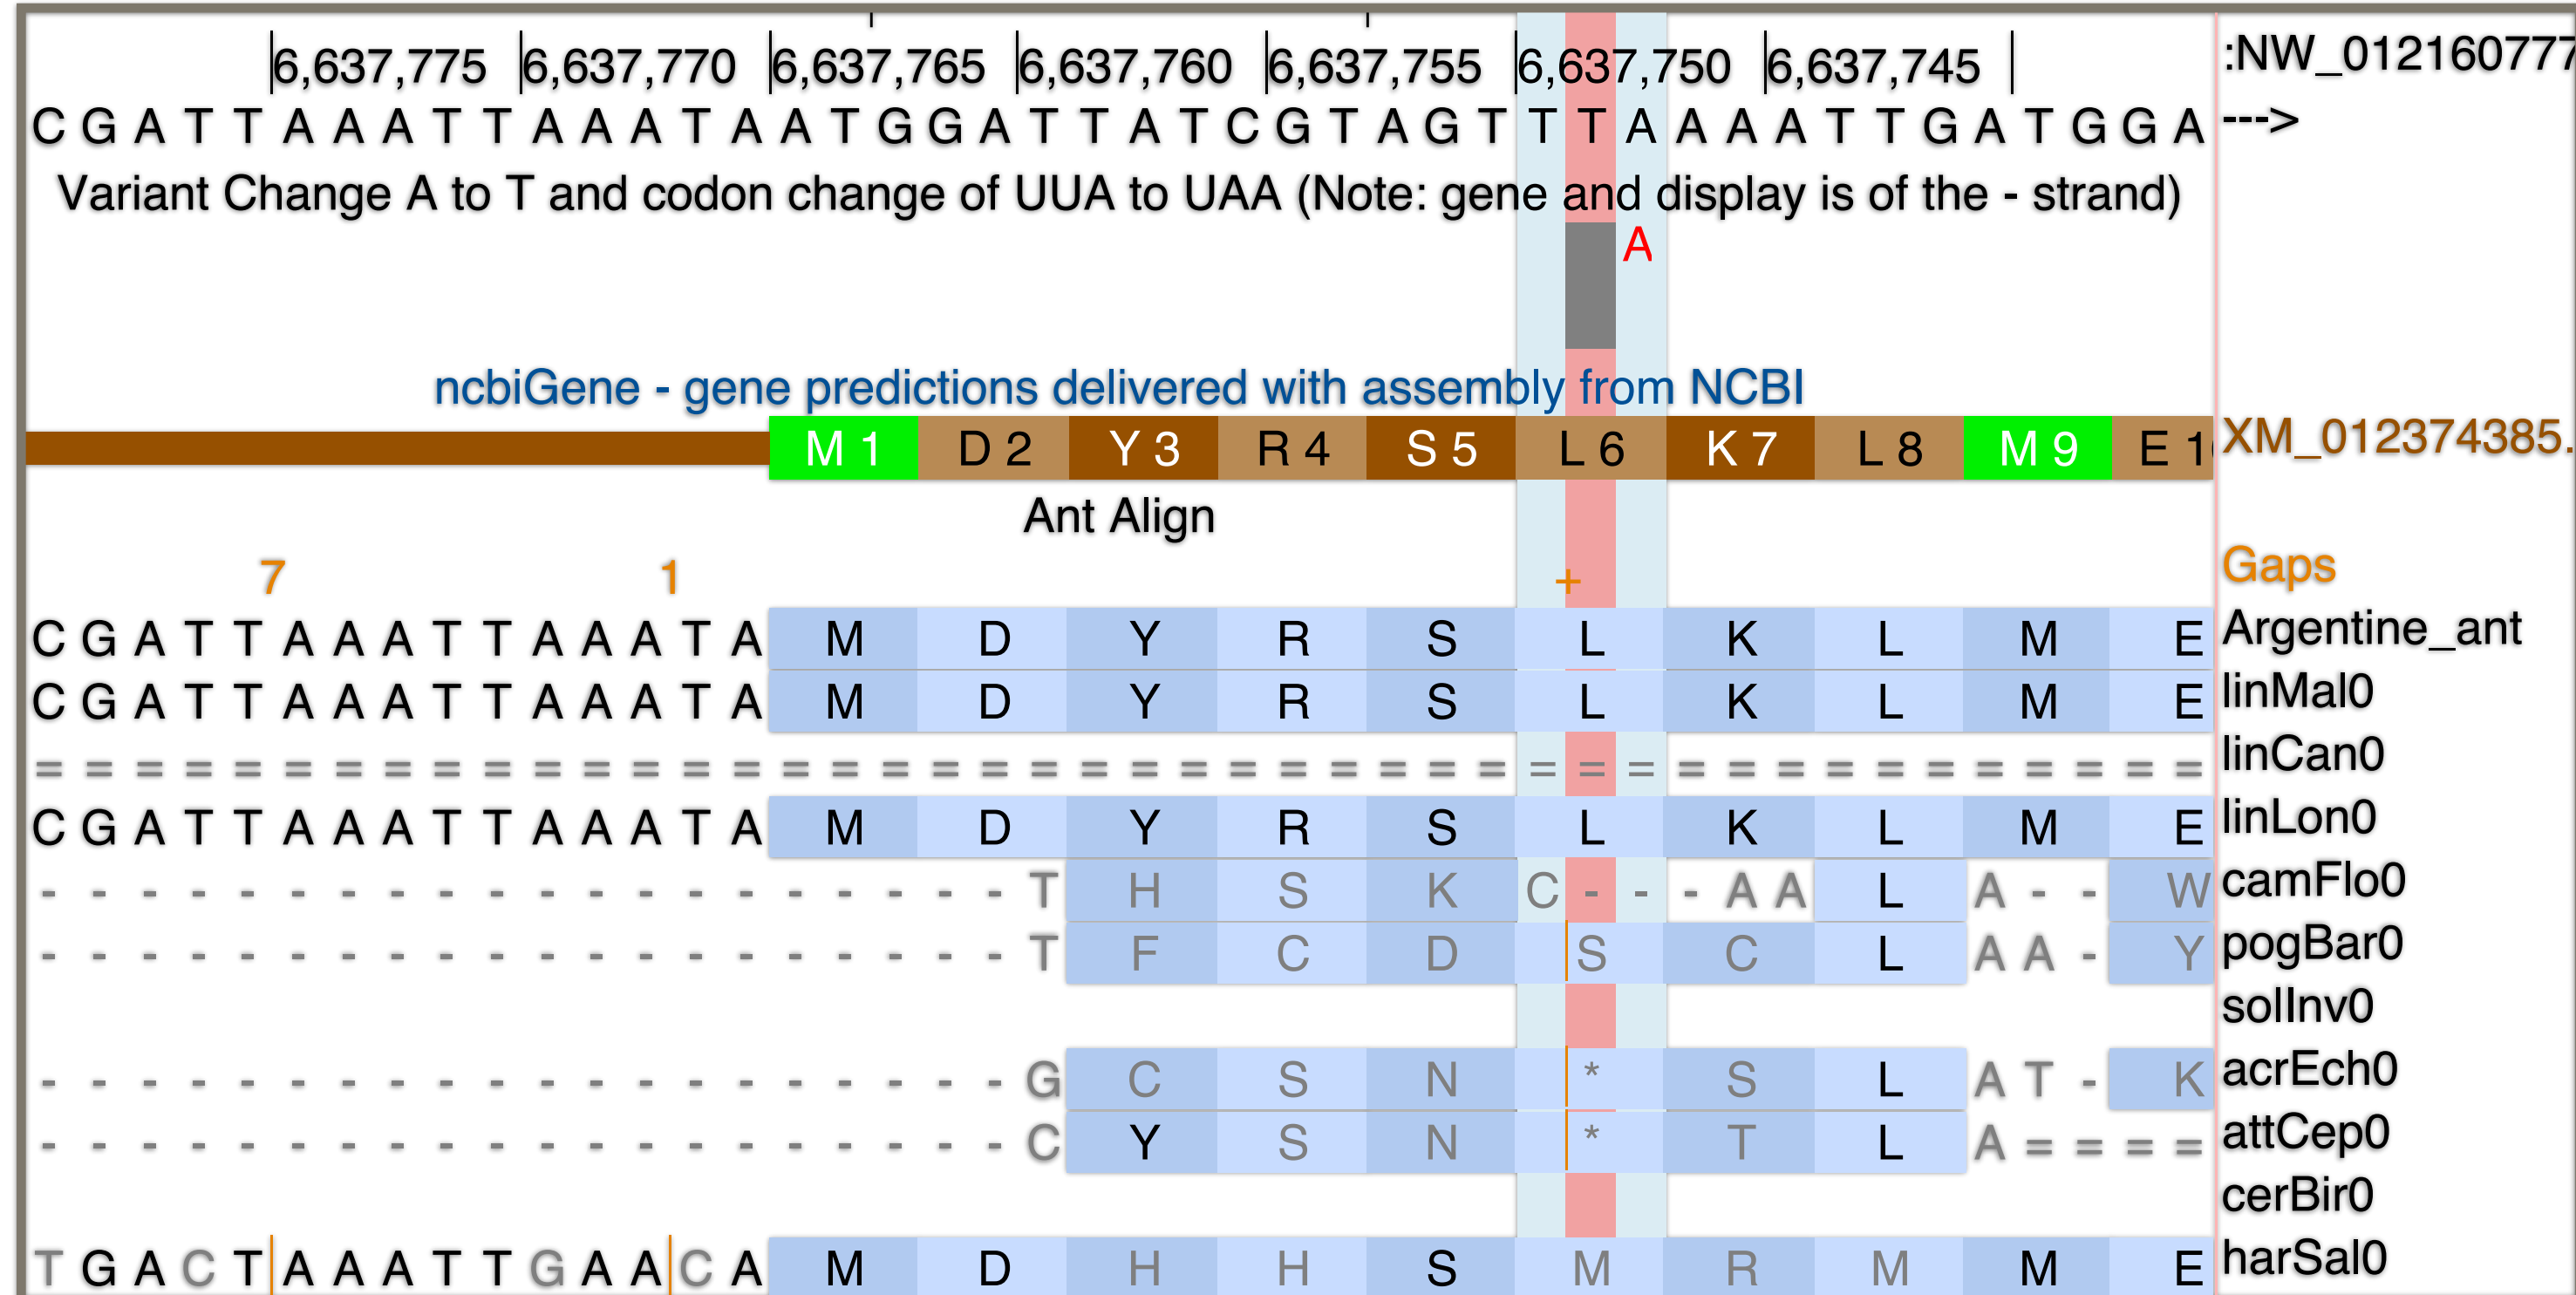 6,637,775 6,637,770 6,637,765 6,637,760 6,637,755 6,637,750 6,637,745 :NW_012160777
C G A T T A A A T T A A A T A A T G G A T T A T C G T A G T T T A A A A T T G A T G G A --->
Variant Change A to T and codon change of UUA to UAA (Note: gene and display is of the - strand)
A
ncbiGene - gene predictions delivered with assembly from NCBI
M 1 D 2 Y 3 R 4 S 5 L 6 K 7 L 8 M 9 E 1 XM_012374385.
Ant Align
7 1 + Gaps
C G A T T A A A T T A A A T A M D Y R S L K L M E Argentine_ant
C G A T T A A A T T A A A T A M D Y R S L K L M E linMal0
= = = = = = = = = = = = = = = = = = = = = = = = = = = = = = = = = = = = = = = = = = = = linCan0
C G A T T A A A T T A A A T A M D Y R S L K L M E linLon0
- - - - - - - - - - - - - - - - - - - - T H S K C - - - A A L A - - W camFlo0
- - - - - - - - - - - - - - - - - - - - T F C D S C L A A - Y pogBar0
solInv0
- - - - - - - - - - - - - - - - - - - - G C S N * S L A T - K acrEch0
- - - - - - - - - - - - - - - - - - - - C Y S N * T L A = = = = attCep0
cerBir0
T G A C T A A A T T G A A C A M D H H S M R M M E harSal0